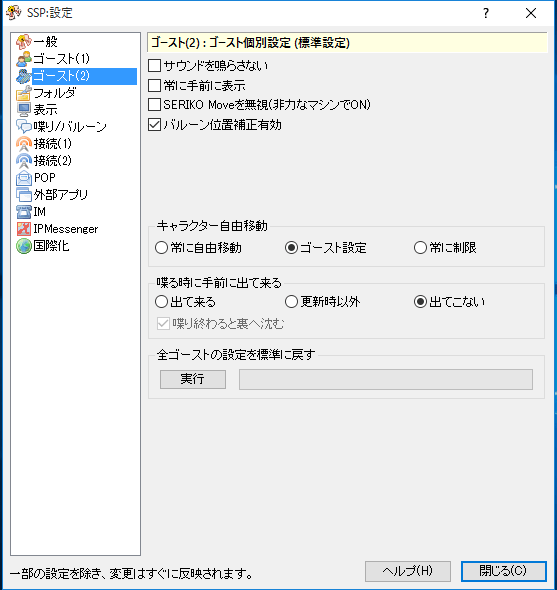 SSP:設定
一般
ゴースト(1)
ゴースト(2)
フォルダ
表示
喋り/バルーン
接続(1)
接続(2)
POP
外部アプリ
IM
IPMessenger
国際化
ゴースト(2) : ゴースト個別設定 (標準設定)
サウンドを鳴らさない
常に手前に表示
SERIKO Moveを無視(非力なマシンでON)
バルーン位置補正有効
キャラクター自由移動
常に自由移動 ゴースト設定 常に制限
喋る時に手前に出て来る
出て来る 更新時以外 出てこない
喋り終わると裏へ沈む
全ゴーストの設定を標準に戻す
実行
一部の設定を除き、変更はすぐに反映されます。
ヘルプ(H) 閉じる(C)